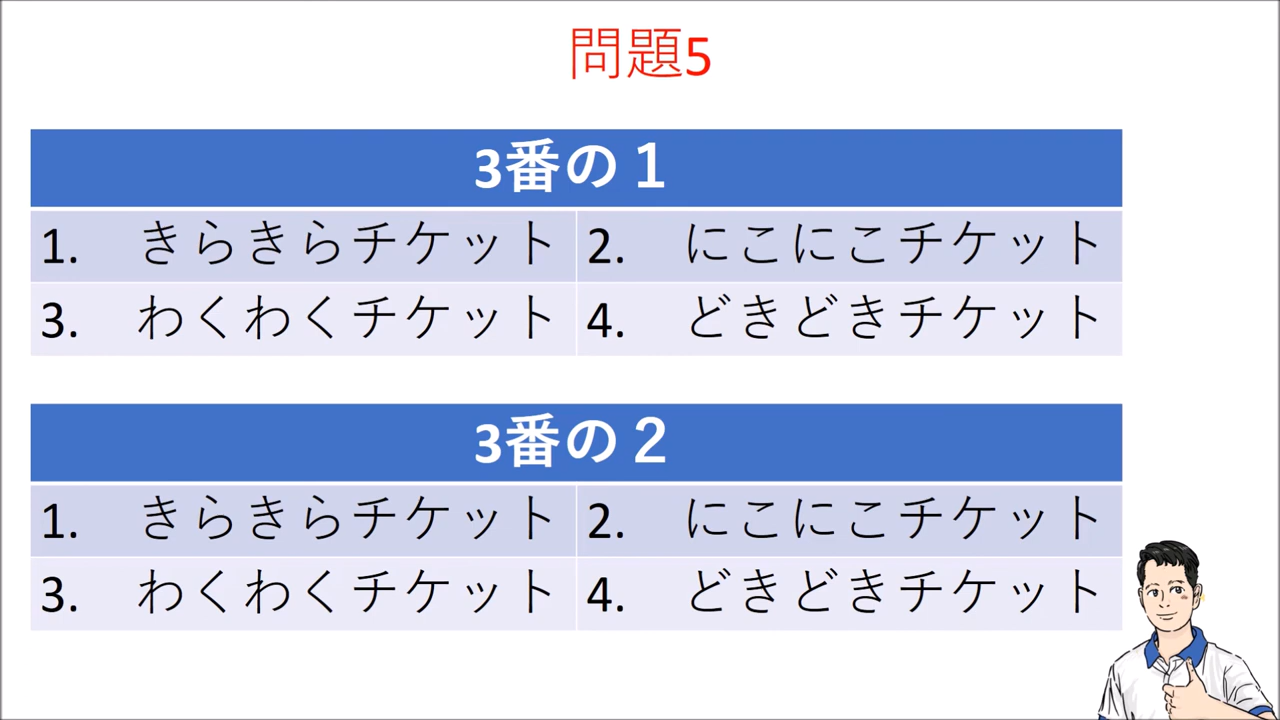 問題5
3番の１
1. きらきらチケット 2. にこにこチケット
3. わくわくチケット 4. どきどきチケット
3番の２
1. きらきらチケット 2. にこにこチケット
3. わくわくチケット 4. どきどきチケット